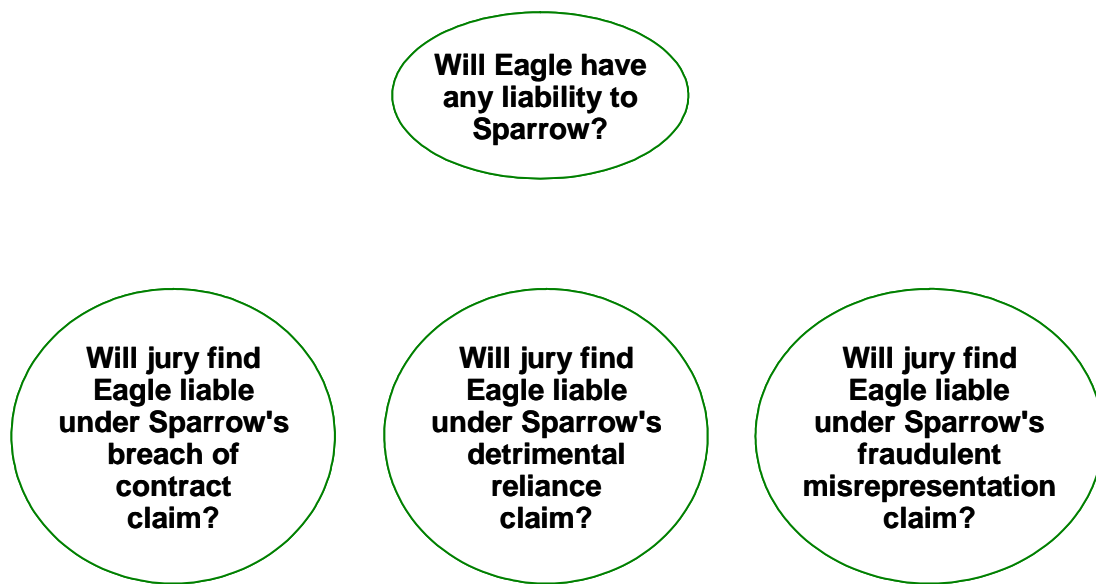 Will Eagle have
any liability to
Sparrow?
Will jury find
Eagle liable
under Sparrow's
breach of
contract
claim?
Will jury find
Eagle liable
under Sparrow's
detrimental
reliance
claim?
Will jury find
Eagle liable
under Sparrow's
fraudulent
misrepresentation
claim?